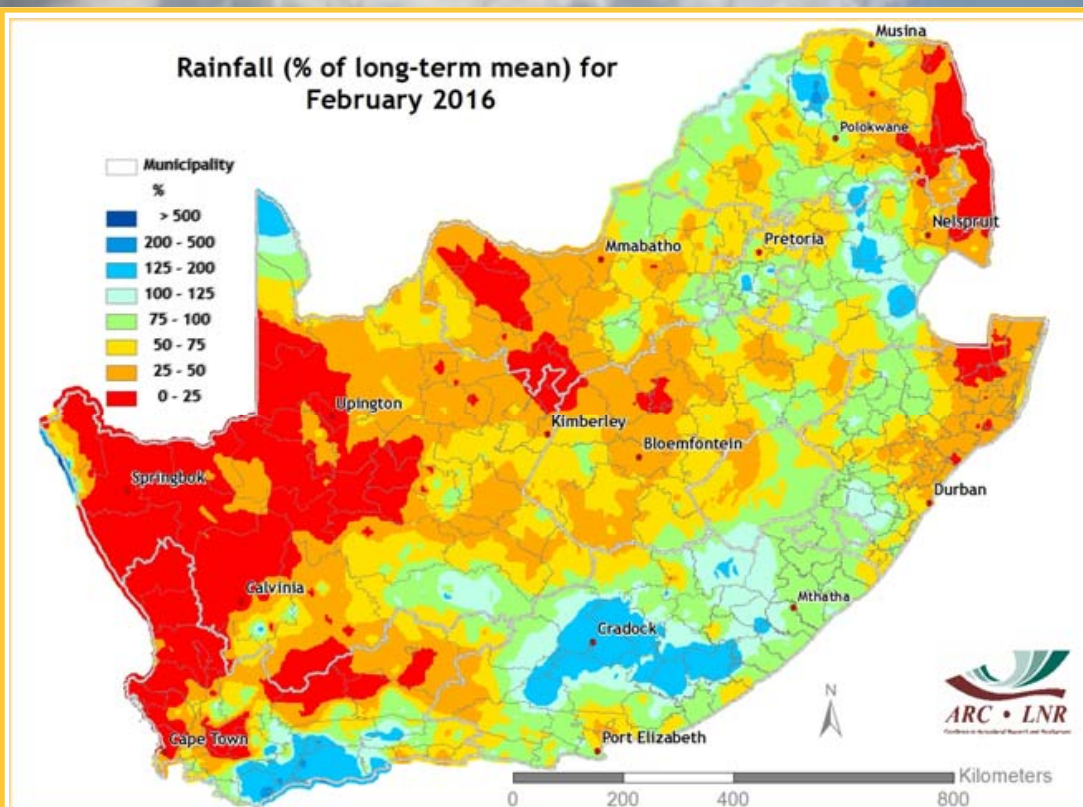 Rainfall (% of long-term mean) for
February 2016
Municipality
%
> 500
200 - 500
125 - 200
100 - 125
75 - 100
50 - 75
25 - 50
0 - 25
Musina
Polokwane
Nelspruit
Pretoria
Mmabatho
Upington
Kimberley
Bloemfontein
Springbok
Durban
Calvinia
Mthatha
Cradock
Cape Town
Port Elizabeth
N
ARC • LNR
Kilometers
0 200 400 800